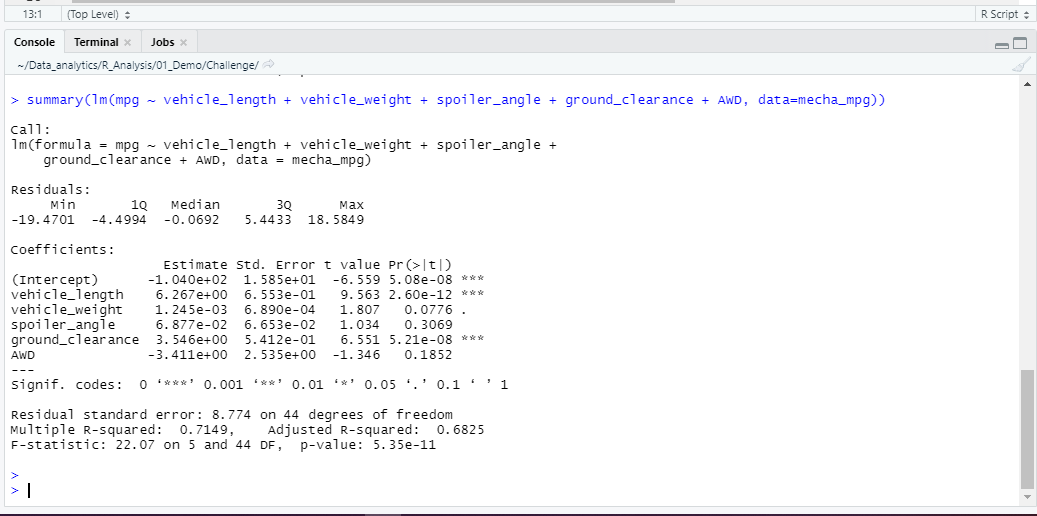 13:1 (Top Level) R Script
Console Terminal × Jobs ×
~/Data_analytics/R_Analysis/01_Demo/Challenge/
> summary(lm(mpg ~ vehicle_length + vehicle_weight + spoiler_angle + ground_clearance + AWD, data=mecha_mpg))
Call:
lm(formula = mpg ~ vehicle_length + vehicle_weight + spoiler_angle +
    ground_clearance + AWD, data = mecha_mpg)
Residuals:
     Min       1Q   Median       3Q      Max
-19.4701  -4.4994  -0.0692   5.4433  18.5849
Coefficients:
                   Estimate Std. Error t value Pr(>|t|)
(Intercept)      -1.040e+02  1.585e+01  -6.559 5.08e-08 ***
vehicle_length    6.267e+00  6.553e-01   9.563 2.60e-12 ***
vehicle_weight    1.245e-03  6.890e-04   1.807   0.0776 .
spoiler_angle     6.877e-02  6.653e-02   1.034   0.3069
ground_clearance  3.546e+00  5.412e-01   6.551 5.21e-08 ***
AWD              -3.411e+00  2.535e+00  -1.346   0.1852
---
Signif. codes:  0 ‘***’ 0.001 ‘**’ 0.01 ‘*’ 0.05 ‘.’ 0.1 ‘ ’ 1
Residual standard error: 8.774 on 44 degrees of freedom
Multiple R-squared:  0.7149,	Adjusted R-squared:  0.6825
F-statistic: 22.07 on 5 and 44 DF,  p-value: 5.35e-11
>
>